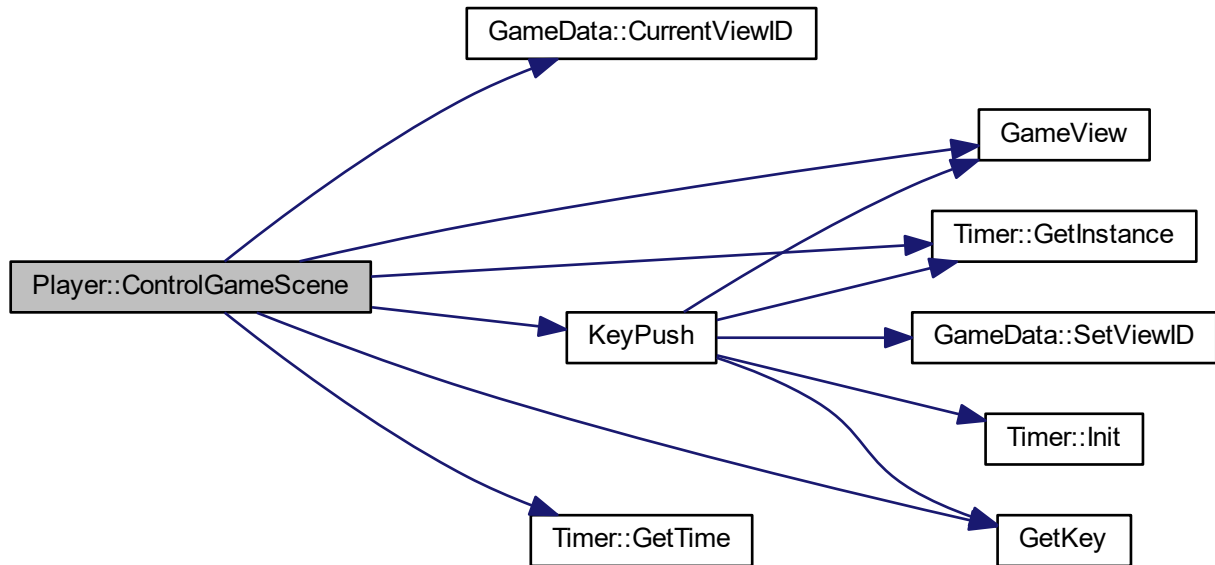 GameData::CurrentViewID
GameView
Timer::GetInstance
Player::ControlGameScene
KeyPush
GameData::SetViewID
Timer::Init
Timer::GetTime
GetKey